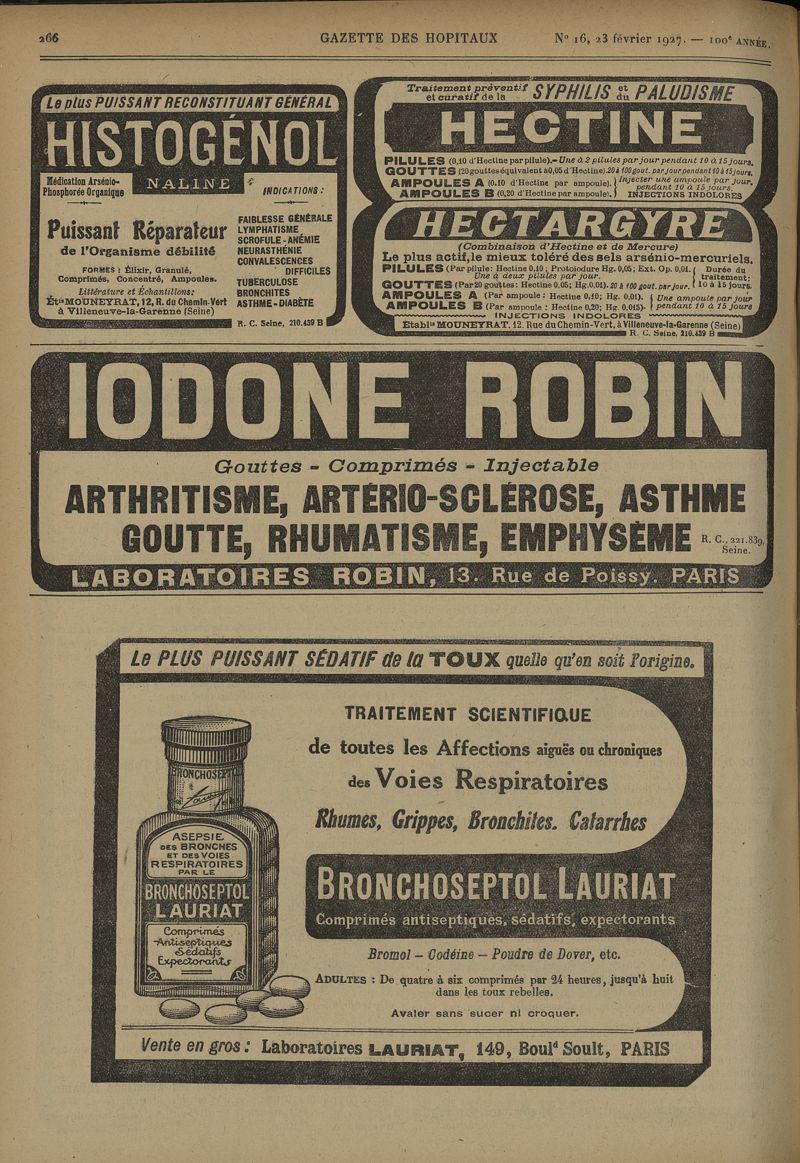 266
GAZETTE DES HOPITAUX
N° 16, 23 février 1927. — 100e ANNÉE.
Le plus PUISSANT RECONSTITUANT GÉNÉRAL
HISTOGÉNOL
NALINE
Médication Arsénio-
Phosphorée Organique
Puissant Réparateur
de l'Organisme débilité
FORMES : Élixir, Granulé,
Comprimés, Concentré, Ampoules.
Littérature et Échantillons:
Étts MOUNEYRAT, 12, R. du Chemin-Vert
à Villeneuve-la-Garenne (Seine)
INDICATIONS :
FAIBLESSE GÉNÉRALE
LYMPHATISME
SCROFULE - ANÉMIE
NEURASTHÉNIE
CONVALESCENCES
DIFFICILES
TUBERCULOSE
BRONCHITES
ASTHME - DIABÈTE
R. C. Seine, 210.439 B
Traitement préventif
et curatif de la SYPHILIS et du PALUDISME
HECTINE
PILULES (0,10 d'Hectine par pilule).- Une à 2 pilules par jour pendant 10 à 15 jours.
GOUTTES (20 gouttes équivalent à 0,05 d'Hectine). 20 à 100 gout. par jour pendant 10 à 15 jours.
AMPOULES A (0.10 d'Hectine par ampoule).
AMPOULES B (0,20 d'Hectine par ampoule).
Injecter une ampoule par jour,
pendant 10 à 15 jours.
INJECTIONS INDOLORES
HECTARGYRE
(Combinaison d'Hectine et de Mercure)
Le plus actif, le mieux toléré des sels arsénio-mercuriels.
PILULES (Par pilule: Hectine 0,10 ; Protoiodure Hg. 0,05 ; Ext. Op. 0,01.
Une à deux pilules par jour.
GOUTTES (Par 20 gouttes: Hectine 0,05; Hg. 0,01). 20 à 100 gout. par jour.
Durée du
traitement:
10 à 15 jours.
AMPOULES A (Par ampoule : Hectine 0,10; Hg. 0,01).
AMPOULES B (Par ampoule : Hectine 0,20; Hg. 0,015).
Une ampoule par jour
pendant 10 à 15 jours
INJECTIONS INDOLORES
Établts MOUNEYRAT, 12, Rue du Chemin-Vert, à Villeneuve-la-Garenne (Seine)
R. C. Seine, 210.439 B
IODONE ROBIN
Gouttes - Comprimés - Injectable
ARTHRITISME, ARTÉRIO-SCLÉROSE, ASTHME
GOUTTE, RHUMATISME, EMPHYSÈME
R. C., 221.839,
Seine.
LABORATOIRES ROBIN, 13. Rue de Poissy. PARIS
Le PLUS PUISSANT SÉDATIF de la TOUX quelle qu'en soit l'origine.
TRAITEMENT SCIENTIFIQUE
de toutes les Affections aiguës ou chroniques
des Voies Respiratoires
Rhumes, Grippes, Bronchites. Catarrhes
BRONCHOSEPTOL
ASEPSIE
DES BRONCHES
ET DES VOIES
RESPIRATOIRES
PAR LE
BRONCHOSEPTOL
LAURIAT
Comprimés
Antiseptiques
Sédatifs
Expectorants
BRONCHOSEPTOL LAURIAT
Comprimés antiseptiques, sédatifs, expectorants
Bromol — Codéine — Poudre de Dover, etc.
ADULTES : De quatre à six comprimés par 24 heures, jusqu'à huit
dans les toux rebelles.
Avaler sans sucer ni croquer.
Vente en gros : Laboratoires LAURIAT, 149, Bould Soult, PARIS